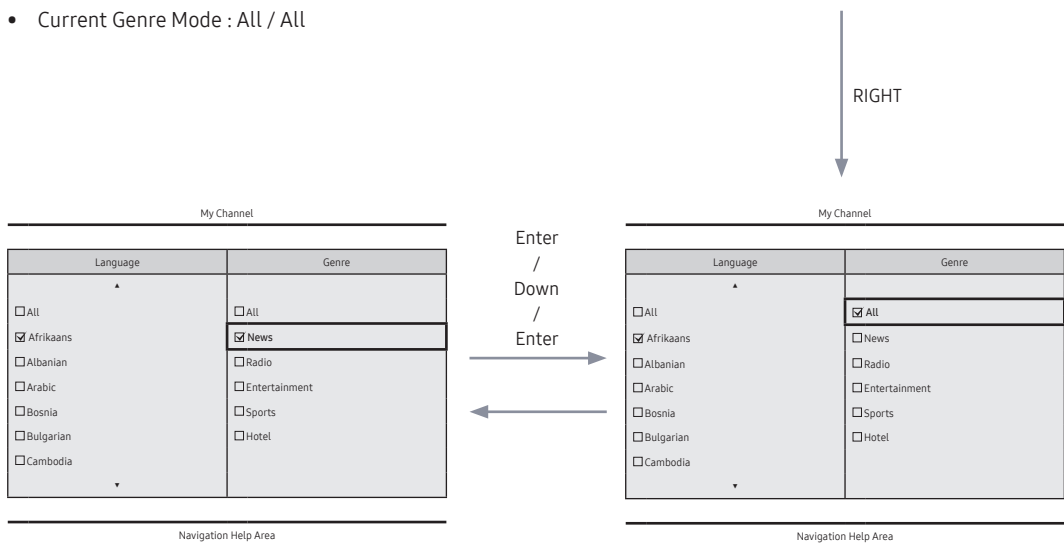 • Current Genre Mode : All / All
RIGHT
My Channel
Language Genre
All All
Afrikaans News
Albanian Radio
Arabic Entertainment
Bosnia Sports
Bulgarian Hotel
Cambodia
Navigation Help Area
Enter
/
Down
/
Enter
My Channel
Language Genre
All All
Afrikaans News
Albanian Radio
Arabic Entertainment
Bosnia Sports
Bulgarian Hotel
Cambodia
Navigation Help Area